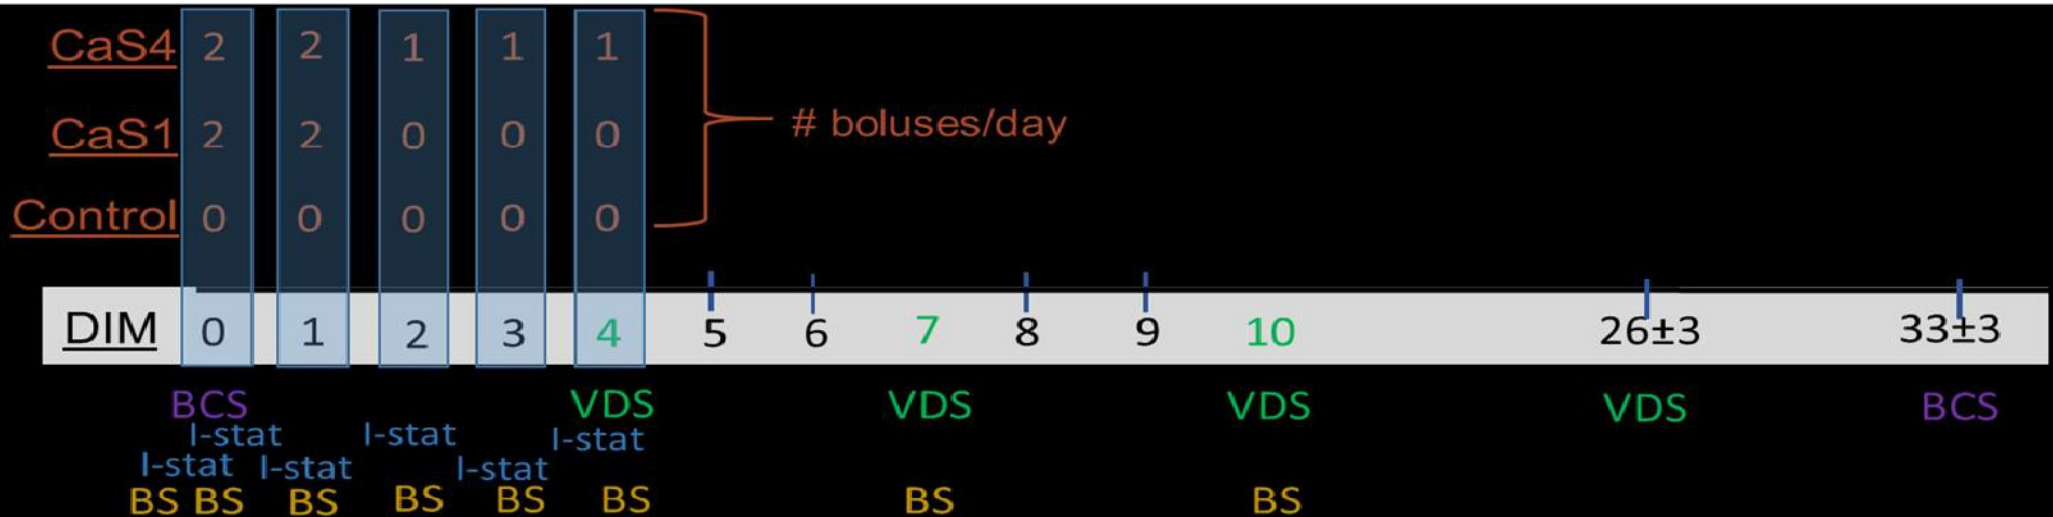 CaS4 2 2 1 1 1
# boluses/day
CaS1 2 2 0 0 0
Control 0 0 0 0 0
DIM 0 1 2 3 4 5 6 7 8 9 10 26±3 33±3
BCS VDS VDS VDS VDS BCS
I-stat I-stat I-stat
I-stat I-stat I-stat
BS BS BS BS BS BS BS BS